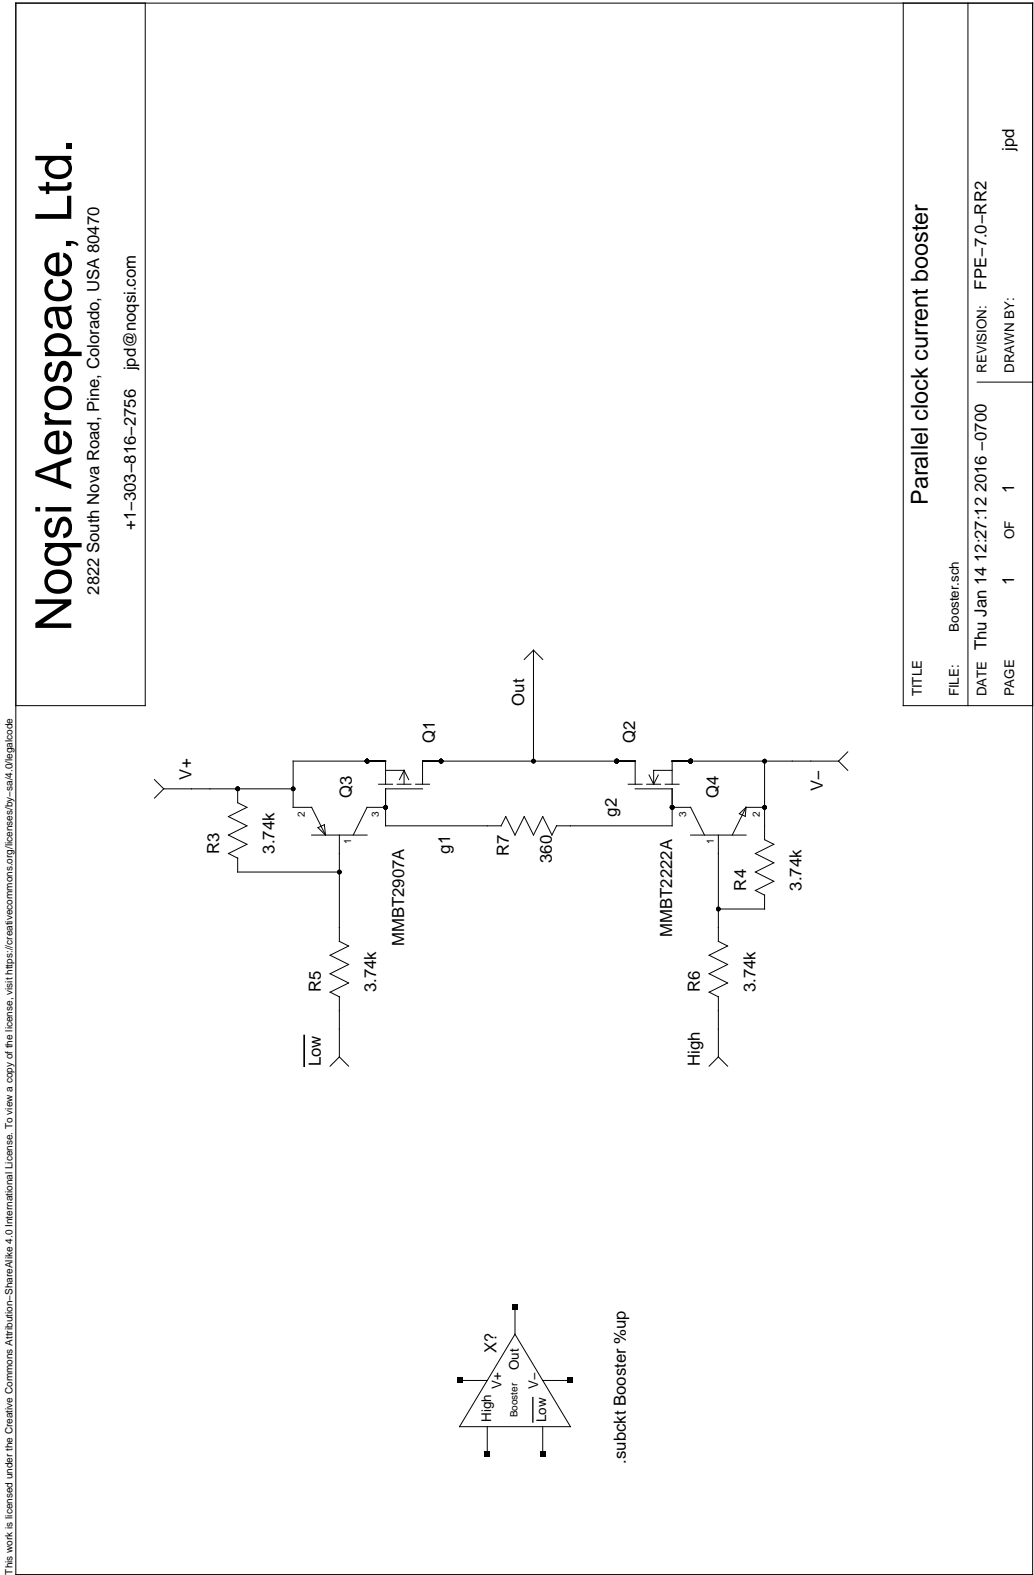 This work is licensed under the Creative Commons Attribution−ShareAlike 4.0 International License. To view a copy of the license, visit https://creativecommons.org/licenses/by−sa/4.0/legalcode
Noqsi Aerospace, Ltd.
2822 South Nova Road, Pine, Colorado, USA 80470
+1−303−816−2756 jpd@noqsi.com
V+
R3
3.74k
2
Q3
1
3
Q1
Low
R5
3.74k
MMBT2907A
g1
R7
360
Out
g2
Q2
MMBT2222A
3
Q4
1
2
High
R6
3.74k
R4
3.74k
V−
X?
High V+
Booster Out
Low V−
.subckt Booster %up
TITLE
Parallel clock current booster
FILE: Booster.sch
DATE Thu Jan 14 12:27:12 2016 −0700
REVISION: FPE−7.0−RR2
PAGE 1 OF 1
DRAWN BY: jpd